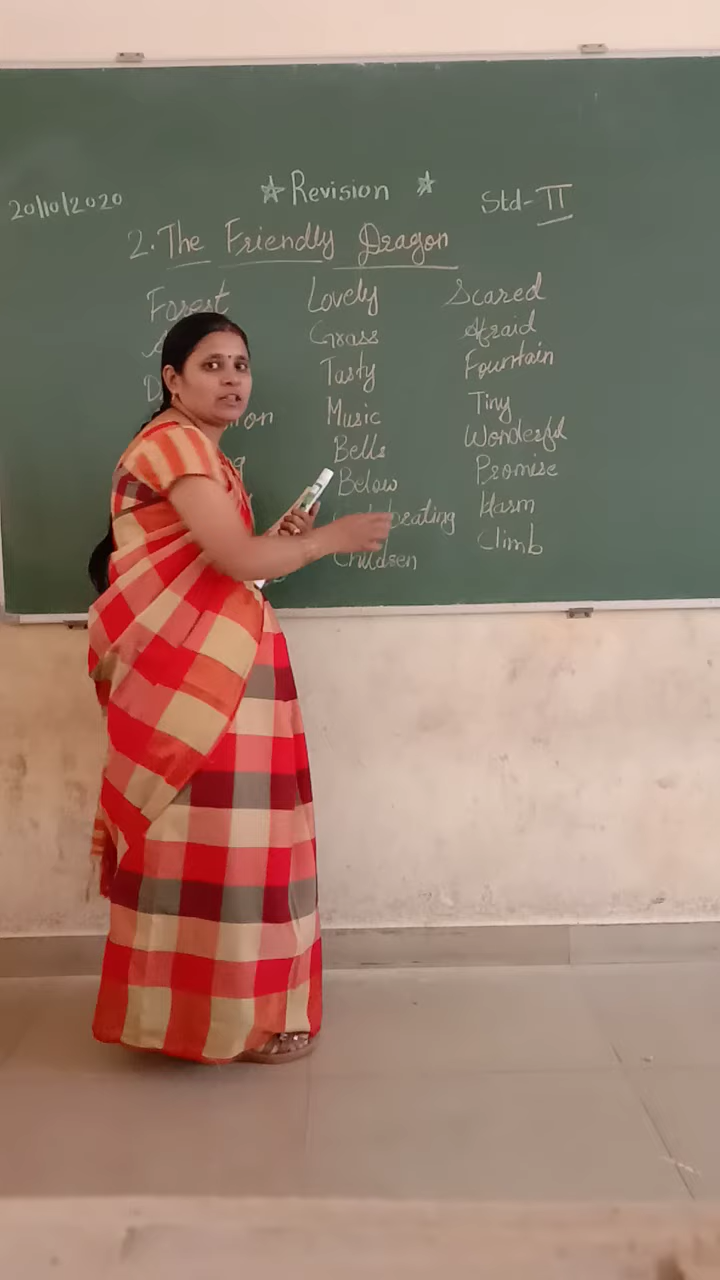 20/10/2020
☆ Revision ☆
Std-II
2. The Friendly Dragon
Forest Lovely Scared
Grass Afraid
Tasty Fountain
Music Tiny
Bells Wonderful
Below Promise
Harm
Children Climb